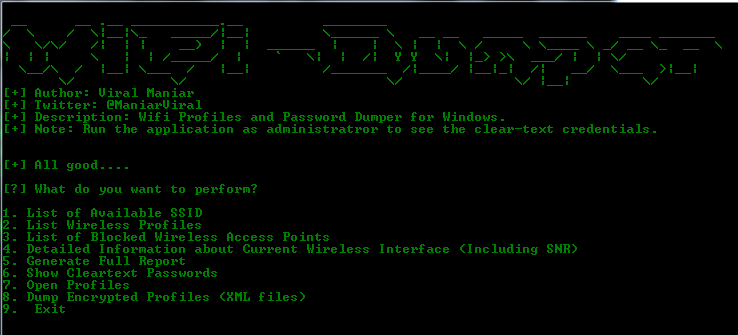 WiFi-Dumper
[+] Author: Viral Maniar
[+] Twitter: @ManiarViral
[+] Description: Wifi Profiles and Password Dumper for Windows.
[+] Note: Run the application as administratror to see the clear-text credentials.
[+] All good....
[?] What do you want to perform?
1. List of Available SSID
2. List Wireless Profiles
3. List of Blocked Wireless Access Points
4. Detailed Information about Current Wireless Interface (Including SNR)
5. Generate Full Report
6. Show Cleartext Passwords
7. Open Profiles
8. Dump Encrypted Profiles (XML files)
9.  Exit